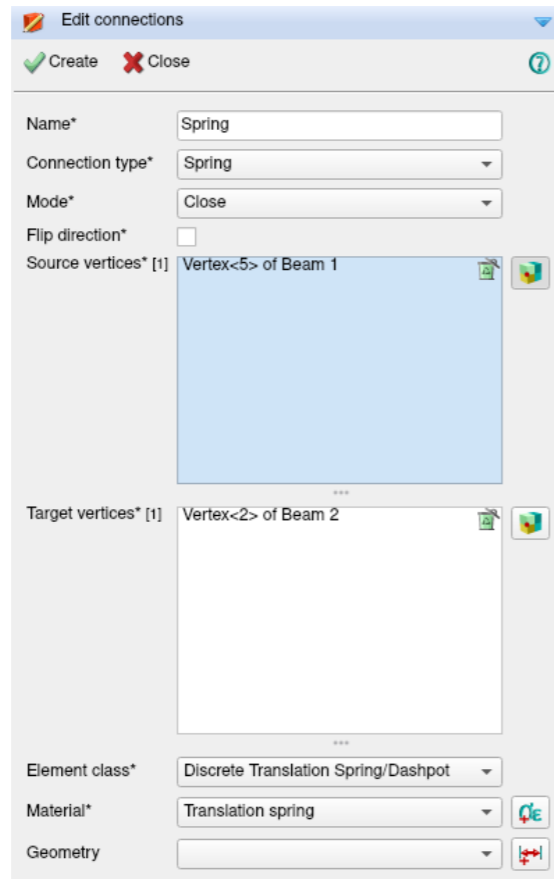 Edit connections
Create Close
Name* Spring
Connection type* Spring
Mode* Close
Flip direction*
Source vertices* [1] Vertex<5> of Beam 1
Target vertices* [1] Vertex<2> of Beam 2
Element class* Discrete Translation Spring/Dashpot
Material* Translation spring
Geometry